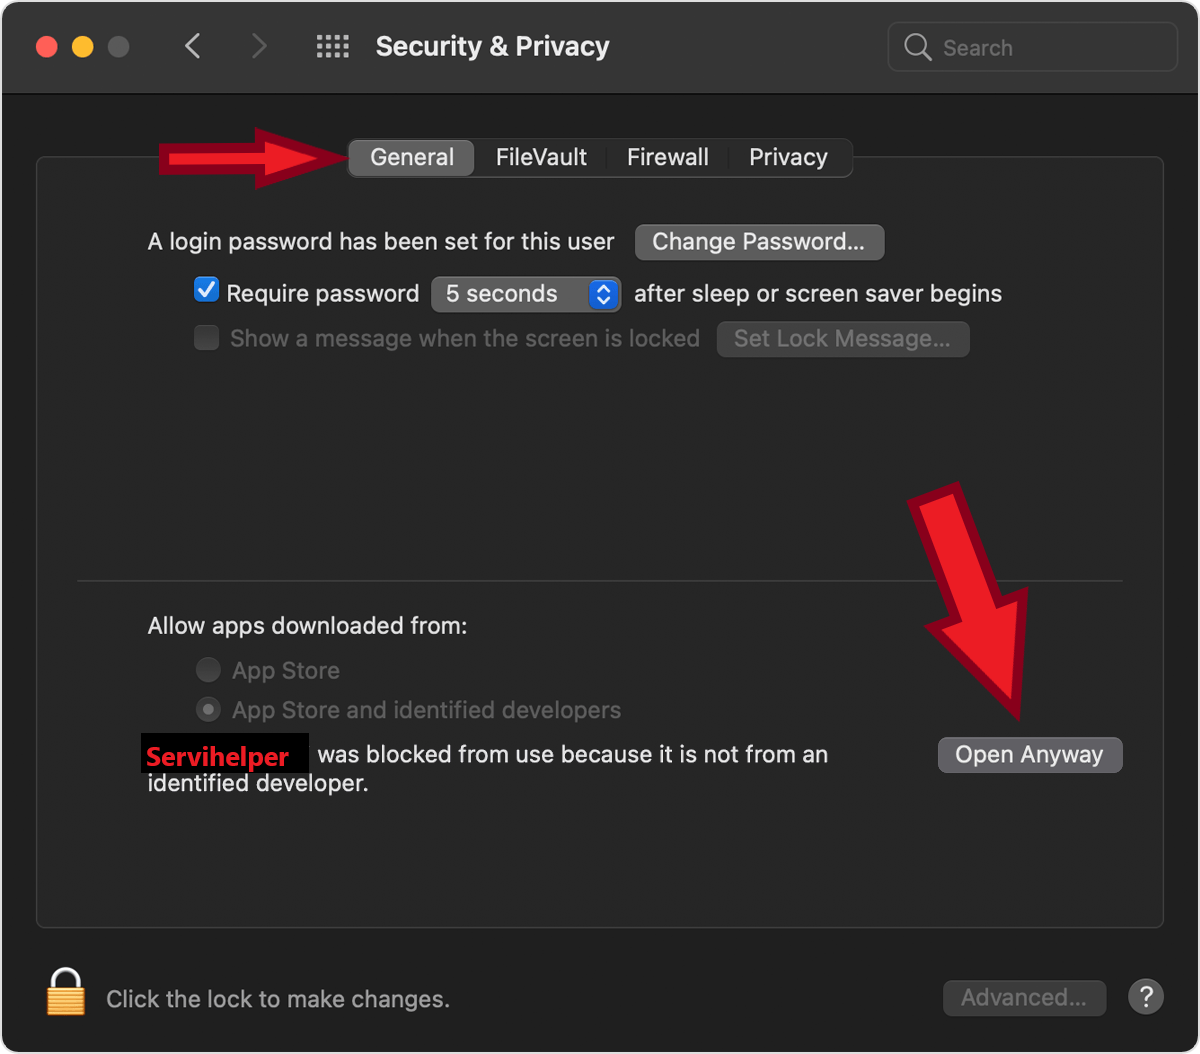 Security & Privacy
Search
General
FileVault
Firewall
Privacy
A login password has been set for this user
Change Password...
Require password
5 seconds
after sleep or screen saver begins
Show a message when the screen is locked
Set Lock Message...
Allow apps downloaded from:
App Store
App Store and identified developers
Servihelper was blocked from use because it is not from an
identified developer.
Open Anyway
Click the lock to make changes.
Advanced...
?